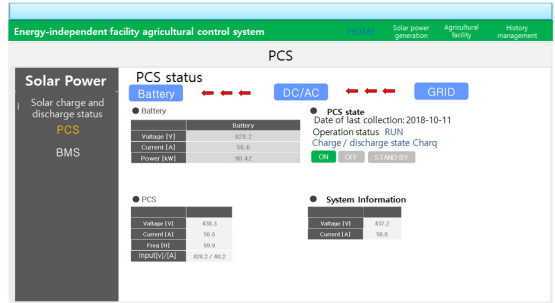 Energy-independent facility agricultural control system
HOME
Solar power generation
Agricultural facility
History management
PCS
Solar Power
Solar charge and
discharge status
PCS
BMS
PCS status
Battery
DC/AC
GRID
Battery
Battery
Valtage [V] 828.2
Current [A] 56.6
Power [kW] 90.42
PCS state
Date of last collection: 2018-10-11
Operation status RUN
Charge / discharge state Charq
ON OFF STAND BY
PCS
Valtage [V] 438.3
Current [A] 56.6
Freq [H] 59.9
Input[v]/[A] 828.2 / 40.2
System Information
Valtage [V] 437.2
Current [A] 56.6